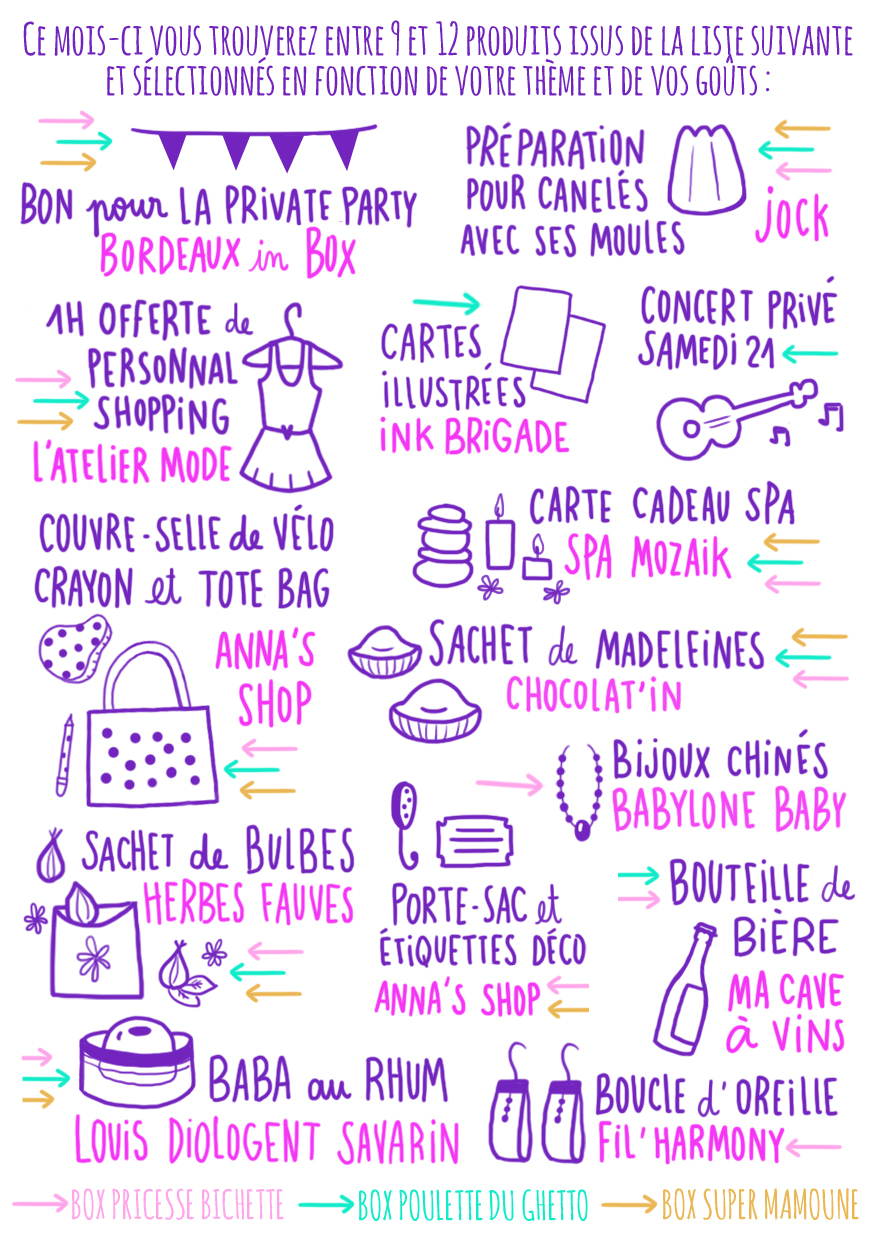 Ce mois-ci vous trouverez entre 9 et 12 produits issus de la liste suivante
et sélectionnés en fonction de votre thème et de vos goûts :
BON pour LA PRiVATE PARTY
BORDEAUX in BOX
PRÉPARATiON
POUR CANELÉS
AVEC SES MOULES
JOCK
1H OFFERTE de
PERSONNAL
SHOPPiNG
L'ATELiER MODE
CARTES
iLLUSTRÉES
iNK BRiGADE
CONCERT PRiVÉ
SAMEDi 21
COUVRE-SELLE de VÉLO
CRAYON et TOTE BAG
ANNA'S
SHOP
CARTE CADEAU SPA
SPA MOZAiK
SACHET de MADELEiNES
CHOCOLAT'iN
BiJOUX CHiNÉS
BABYLONE BABY
SACHET de BULBES
HERBES FAUVES
PORTE-SAC et
ÉTiQUETTES DÉCO
ANNA'S SHOP
BOUTEiLLE de
BiÈRE
MA CAVE
à ViNS
BABA au RHUM
LOUiS DiOLOGENT SAVARiN
BOUCLE d'OREiLLE
FiL'HARMONY
BOX PRICESSE BICHETTE
BOX POULETTE DU GHETTO
BOX SUPER MAMOUNE